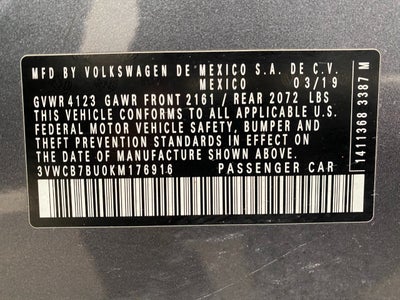 MFD BY VOLKSWAGEN DE MEXICO S.A. DE C.V.
MEXICO 03/19
GVWR 4123 GAWR FRONT 2161 / REAR 2072 LBS
THIS VEHICLE CONFORMS TO ALL APPLICABLE U.S.
FEDERAL MOTOR VEHICLE SAFETY, BUMPER AND
THEFT PREVENTION STANDARDS IN EFFECT ON THE
DATE OF MANUFACTURE SHOWN ABOVE.
3VWCB7BU0KM176916 PASSENGER CAR
1411368 3387 M